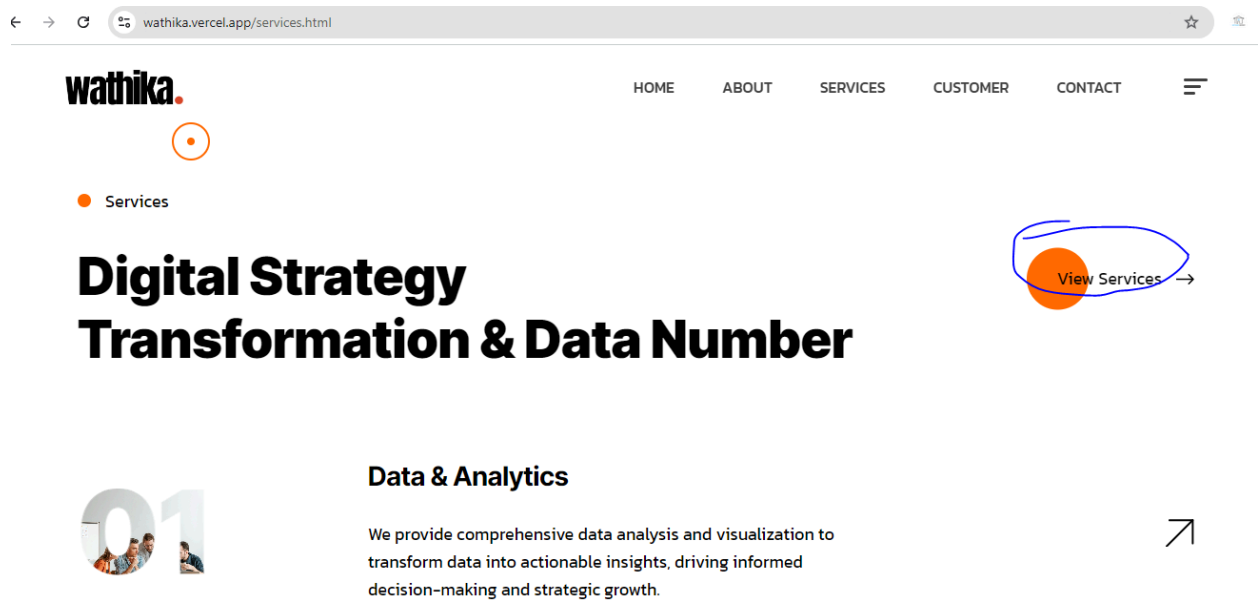 wathika.vercel.app/services.html
wathika.
HOME ABOUT SERVICES CUSTOMER CONTACT
Services
Digital Strategy
Transformation & Data Number
View Services →
01
Data & Analytics
We provide comprehensive data analysis and visualization to
transform data into actionable insights, driving informed
decision-making and strategic growth.